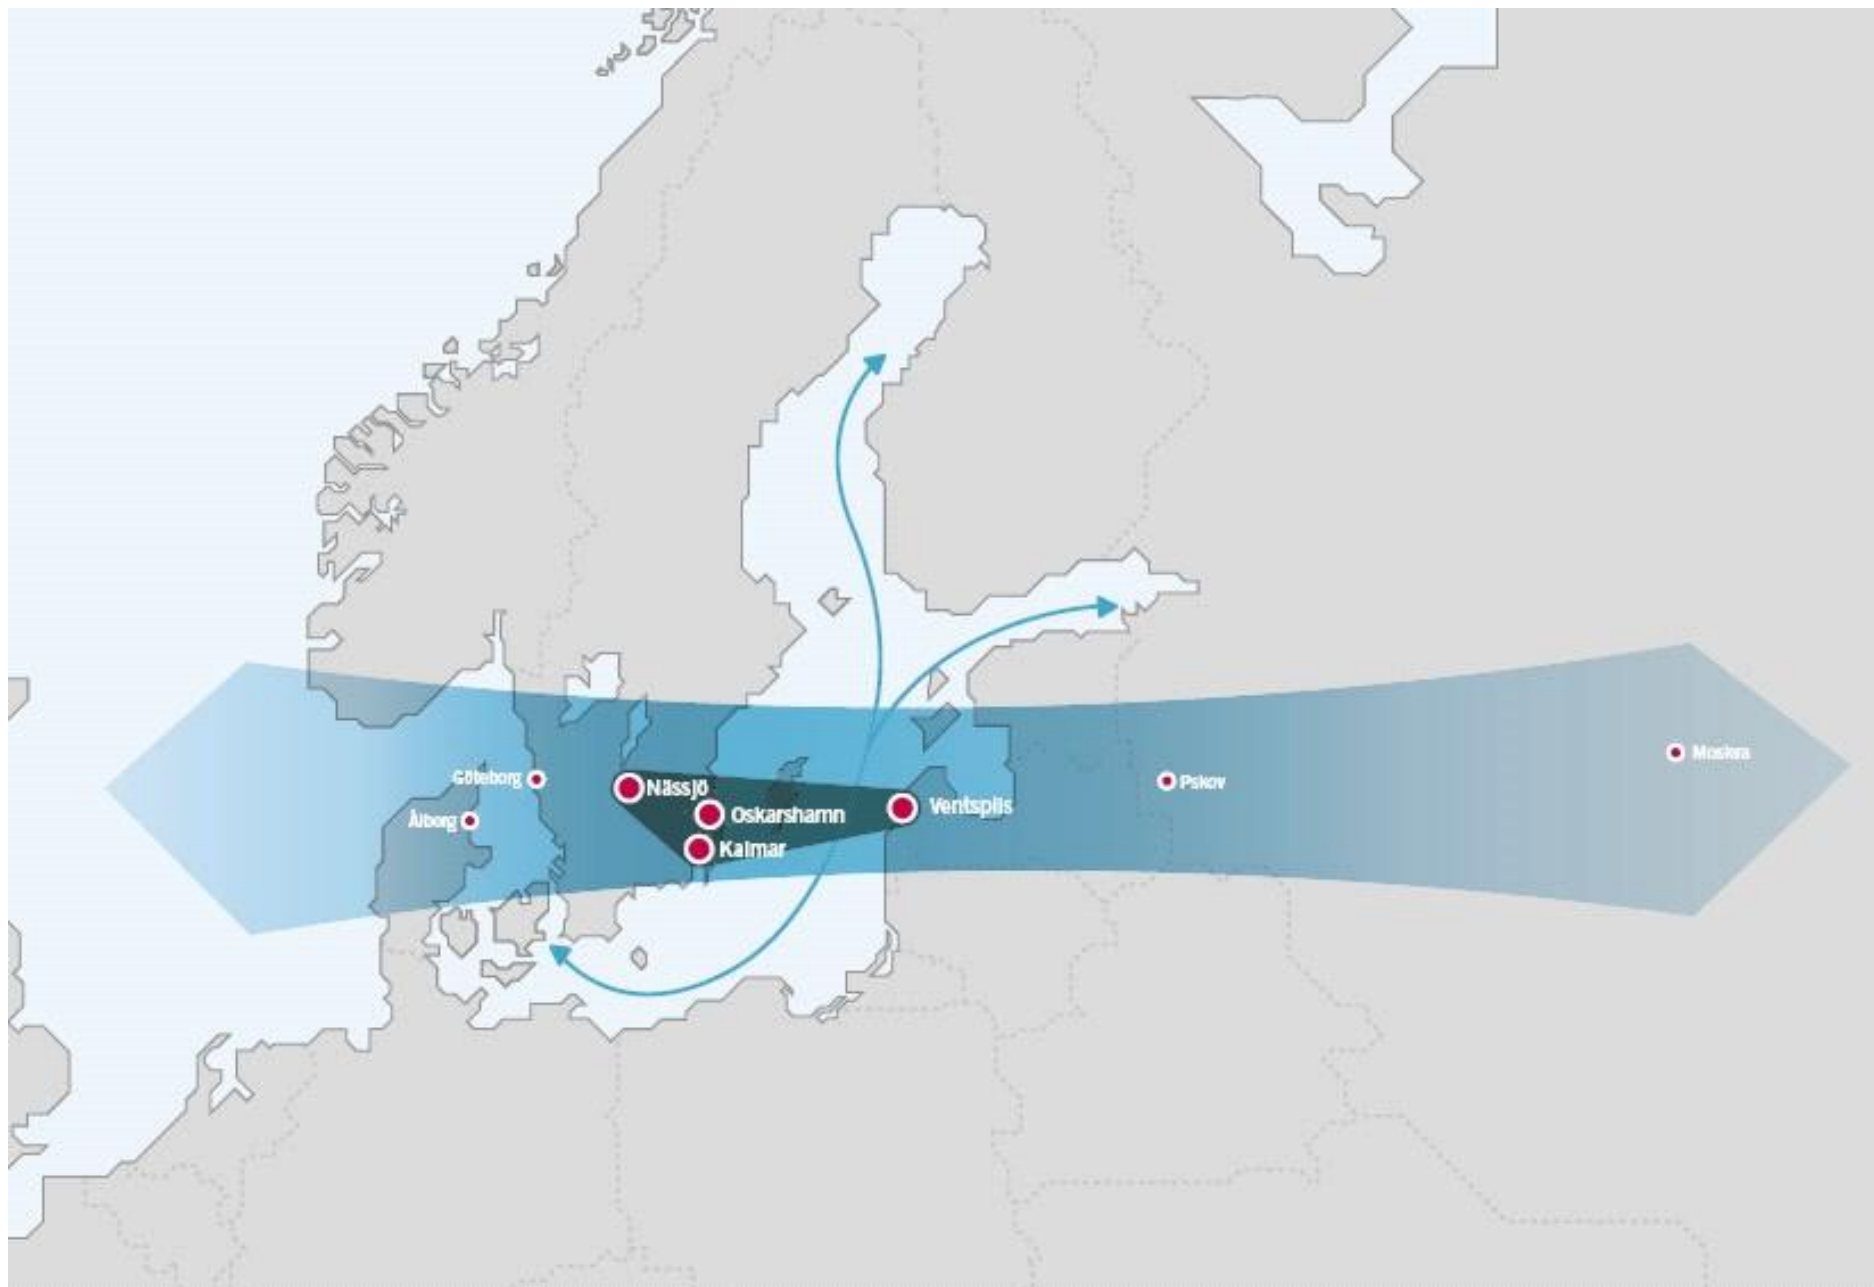 Göteborg
Ålborg
Nässjö
Oskarshamn
Kalmar
Ventspils
Pskov
Moskva